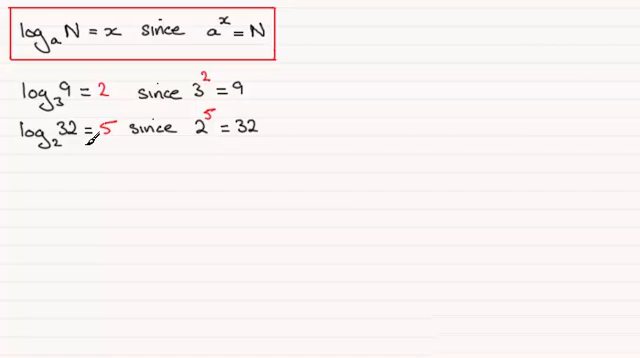 logₐ N = x since aˣ = N
log₃ 9 = 2 since 3² = 9
log₂ 32 = 5 since 2⁵ = 32